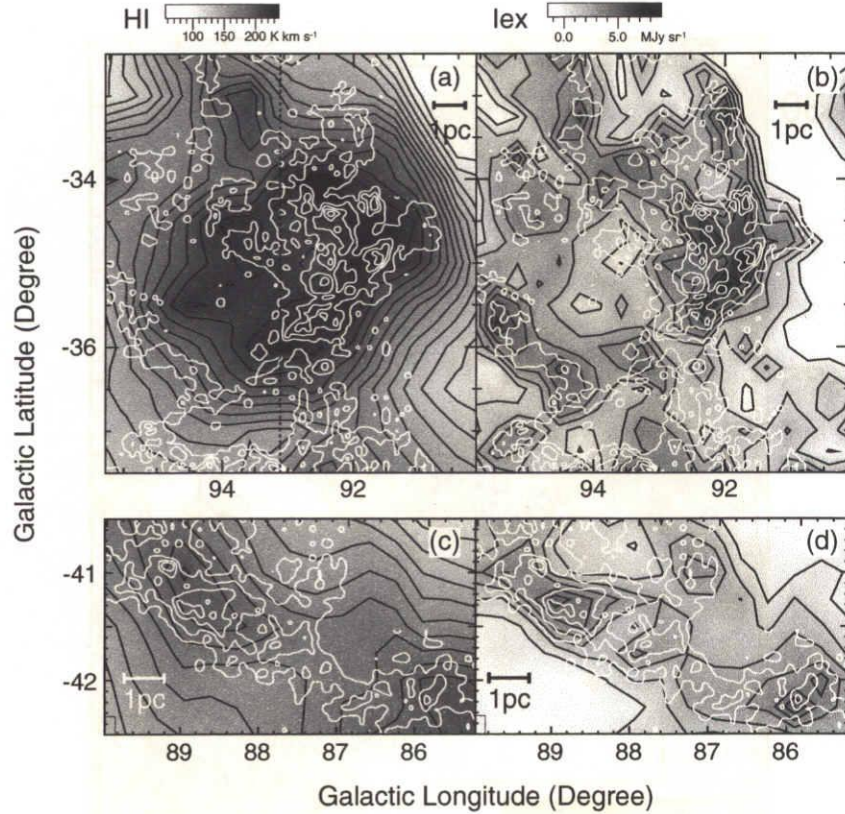 HI
100 150 200 K km s⁻¹
Iex
0.0 5.0 MJy sr⁻¹
(a)
1pc
(b)
1pc
-34
-36
94 92
94 92
Galactic Latitude (Degree)
(c)
1pc
(d)
1pc
-41
-42
89 88 87 86
89 88 87 86
Galactic Longitude (Degree)